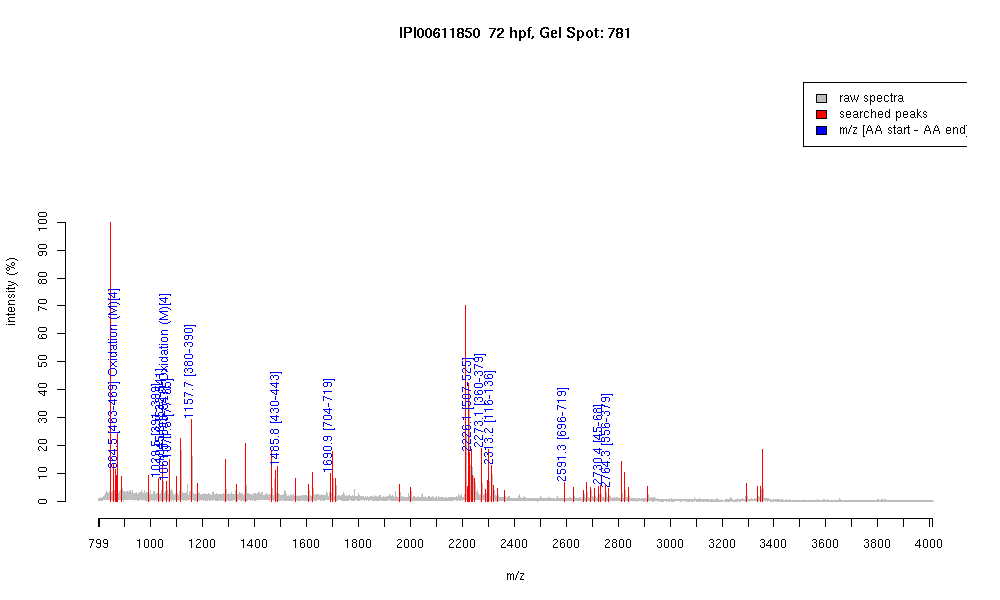 IPI00611850 72 hpf, Gel Spot: 781
raw spectra
searched peaks
m/z [AA start - AA end]
intensity (%)
100
90
80
70
60
50
40
30
20
10
0
864.5 [463-469] Oxidation (M)[4]
1157.7 [380-390]
1485.8 [430-443]
1690.9 [704-719]
2226.1 [507-525]
2273.1 [360-379]
2313.2 [116-136]
2591.3 [696-719]
2730.4 [45-68]
2764.3 [356-379]
799 1000 1200 1400 1600 1800 2000 2200 2400 2600 2800 3000 3200 3400 3600 3800 4000
m/z